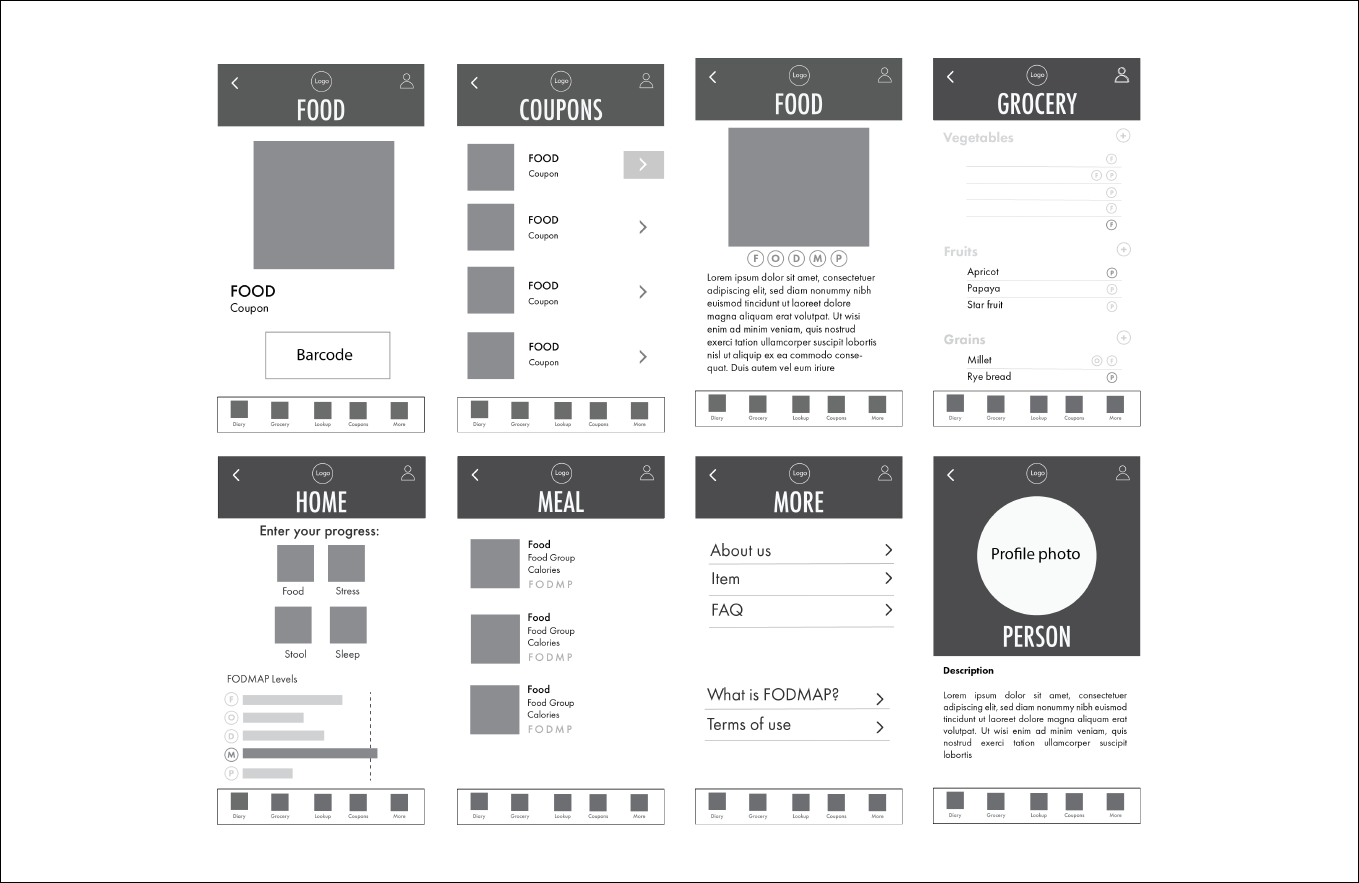 Logo
FOOD
FOOD
Coupon
Barcode
Diary Grocery Lookup Coupons More
Logo
COUPONS
FOOD
Coupon
FOOD
Coupon
FOOD
Coupon
FOOD
Coupon
Diary Grocery Lookup Coupons More
Logo
FOOD
F O D M P
Lorem ipsum dolor sit amet, consectetuer
adipiscing elit, sed diam nonummy nibh
euismod tincidunt ut laoreet dolore
magna aliquam erat volutpat. Ut wisi
enim ad minim veniam, quis nostrud
exerci tation ullamcorper suscipit lobortis
nisl ut aliquip ex ea commodo conse-
quat. Duis autem vel eum iriure
Diary Grocery Lookup Coupons More
Logo
GROCERY
Vegetables +
F
F P
P
F
F
Fruits +
Apricot P
Papaya P
Star fruit P
Grains +
Millet O F
Rye bread P
Diary Grocery Lookup Coupons More
Logo
HOME
Enter your progress:
Food Stress
Stool Sleep
FODMAP Levels
F
O
D
M
P
Diary Grocery Lookup Coupons More
Logo
MEAL
Food
Food Group
Calories
F O D M P
Food
Food Group
Calories
F O D M P
Food
Food Group
Calories
F O D M P
Diary Grocery Lookup Coupons More
Logo
MORE
About us
Item
FAQ
What is FODMAP?
Terms of use
Diary Grocery Lookup Coupons More
Logo
Profile photo
PERSON
Description
Lorem ipsum dolor sit amet, consectetuer
adipiscing elit, sed diam nonummy nibh euismod
tincidunt ut laoreet dolore magna aliquam erat
volutpat. Ut wisi enim ad minim veniam, quis
nostrud exerci tation ullamcorper suscipit
lobortis
Diary Grocery Lookup Coupons More